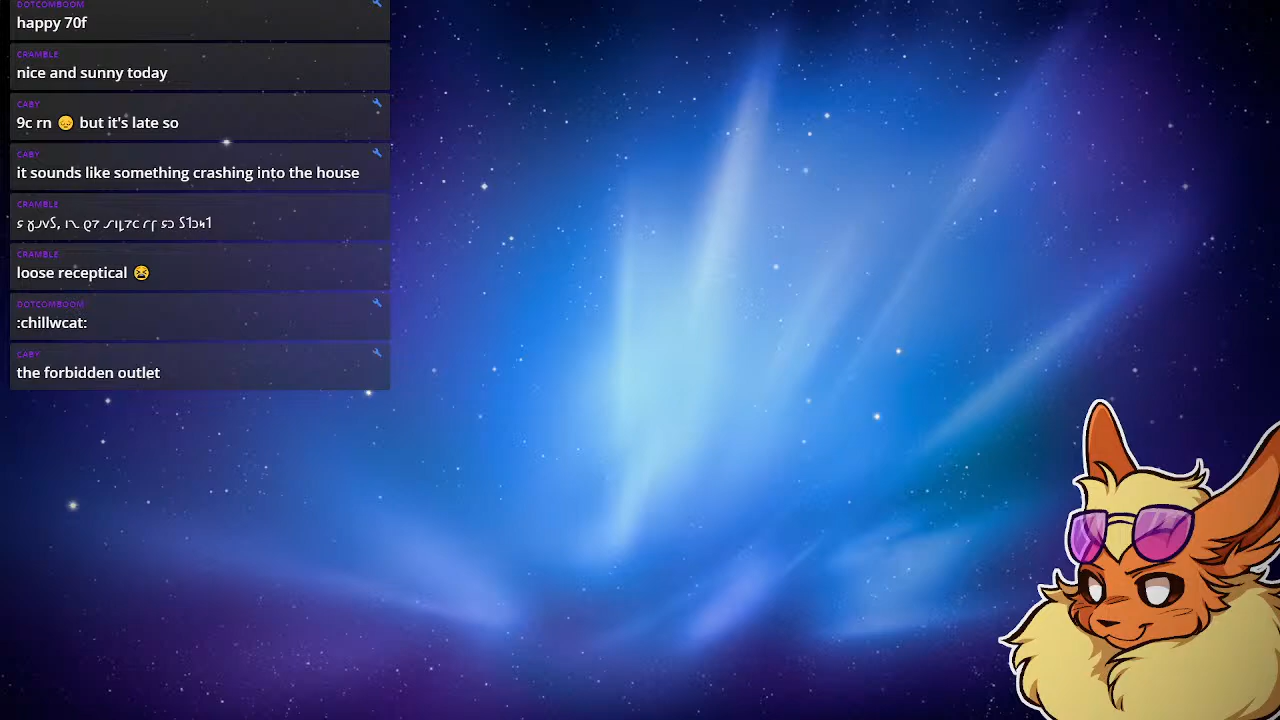 DOTCOMBOOM
happy 70f
CRAMBLE
nice and sunny today
CABY
9c rn 😔 but it's late so
CABY
it sounds like something crashing into the house
CRAMBLE
CRAMBLE
loose receptical 😫
DOTCOMBOOM
:chillwcat:
CABY
the forbidden outlet